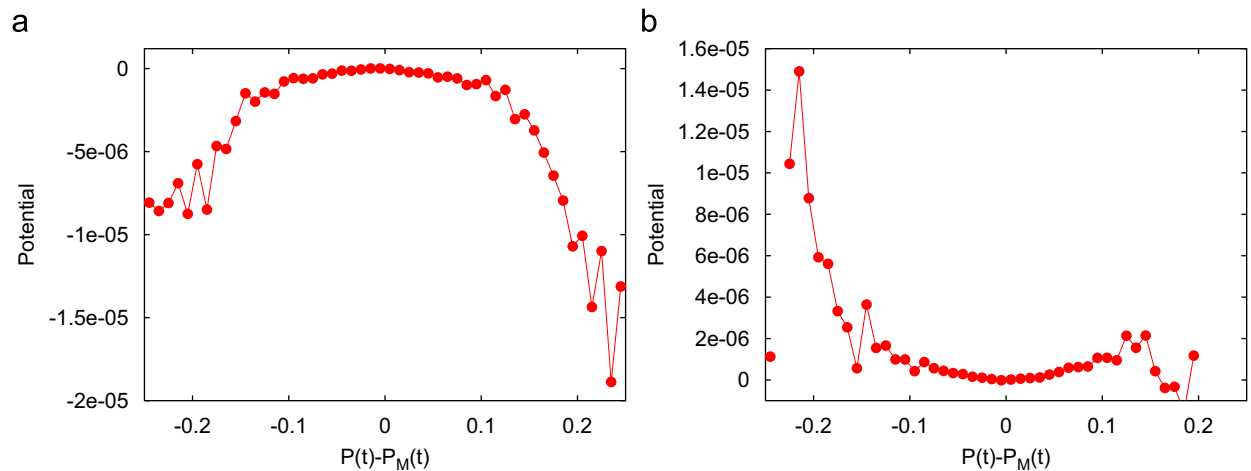 a
0
-5e-06
-1e-05
-1.5e-05
-2e-05
Potential
-0.2 -0.1 0 0.1 0.2
P(t)-P_M(t)
b
1.6e-05
1.4e-05
1.2e-05
1e-05
8e-06
6e-06
4e-06
2e-06
0
Potential
-0.2 -0.1 0 0.1 0.2
P(t)-P_M(t)